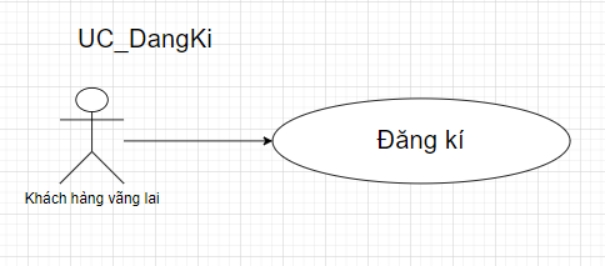 UC_DangKi
Đăng kí
Khách hàng vãng lai